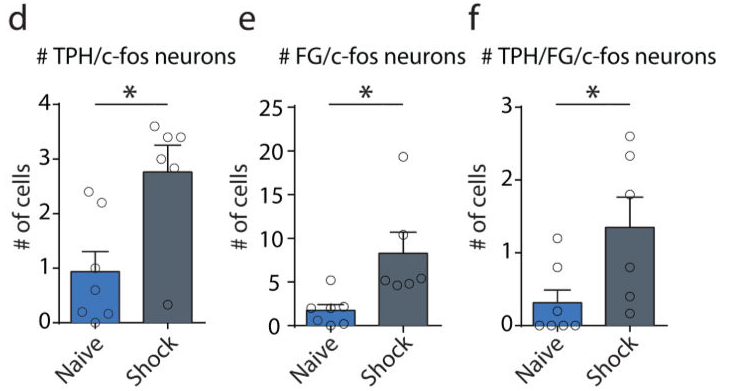 d
# TPH/c-fos neurons
*
# of cells
4
3
2
1
0
Naive
Shock
e
# FG/c-fos neurons
*
# of cells
25
20
15
10
5
0
Naive
Shock
f
# TPH/FG/c-fos neurons
*
# of cells
3
2
1
0
Naive
Shock